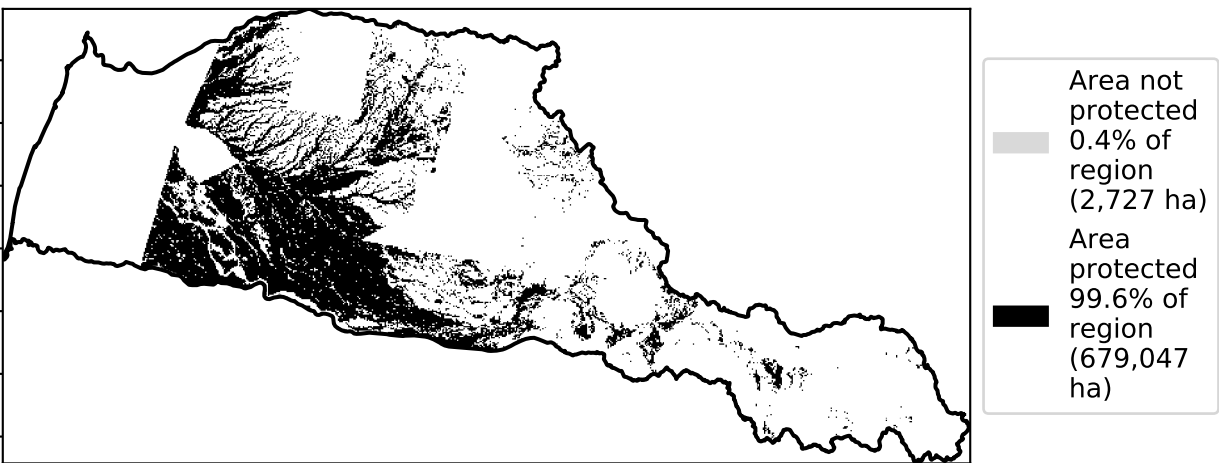 Area not
protected
0.4% of
region
(2,727 ha)
Area
protected
99.6% of
region
(679,047
ha)